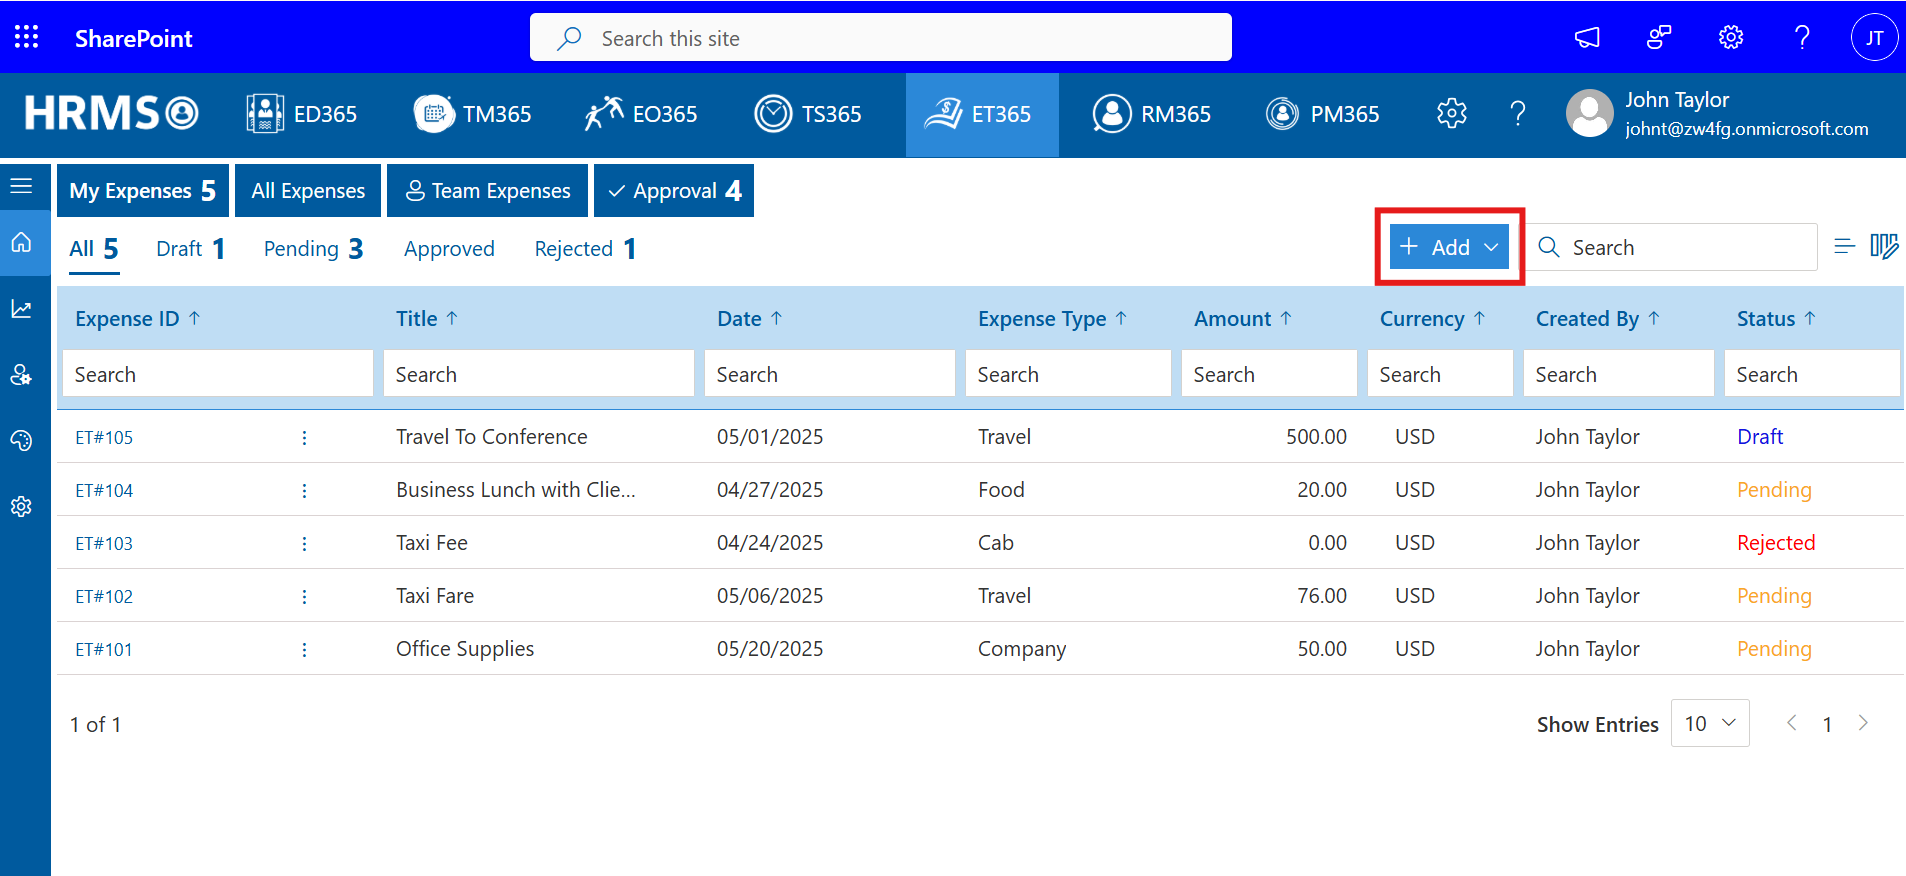 SharePoint
Search this site
JT
HRMS
ED365
TM365
EO365
TS365
ET365
RM365
PM365
?
John Taylor
johnt@zw4fg.onmicrosoft.com
My Expenses 5
All Expenses
Team Expenses
Approval 4
All 5
Draft 1
Pending 3
Approved
Rejected 1
+ Add
Search
Expense ID ↑ Title ↑ Date ↑ Expense Type ↑ Amount ↑ Currency ↑ Created By ↑ Status ↑
Search Search Search Search Search Search Search Search
ET#105 Travel To Conference 05/01/2025 Travel 500.00 USD John Taylor Draft
ET#104 Business Lunch with Clie... 04/27/2025 Food 20.00 USD John Taylor Pending
ET#103 Taxi Fee 04/24/2025 Cab 0.00 USD John Taylor Rejected
ET#102 Taxi Fare 05/06/2025 Travel 76.00 USD John Taylor Pending
ET#101 Office Supplies 05/20/2025 Company 50.00 USD John Taylor Pending
1 of 1
Show Entries 10
1